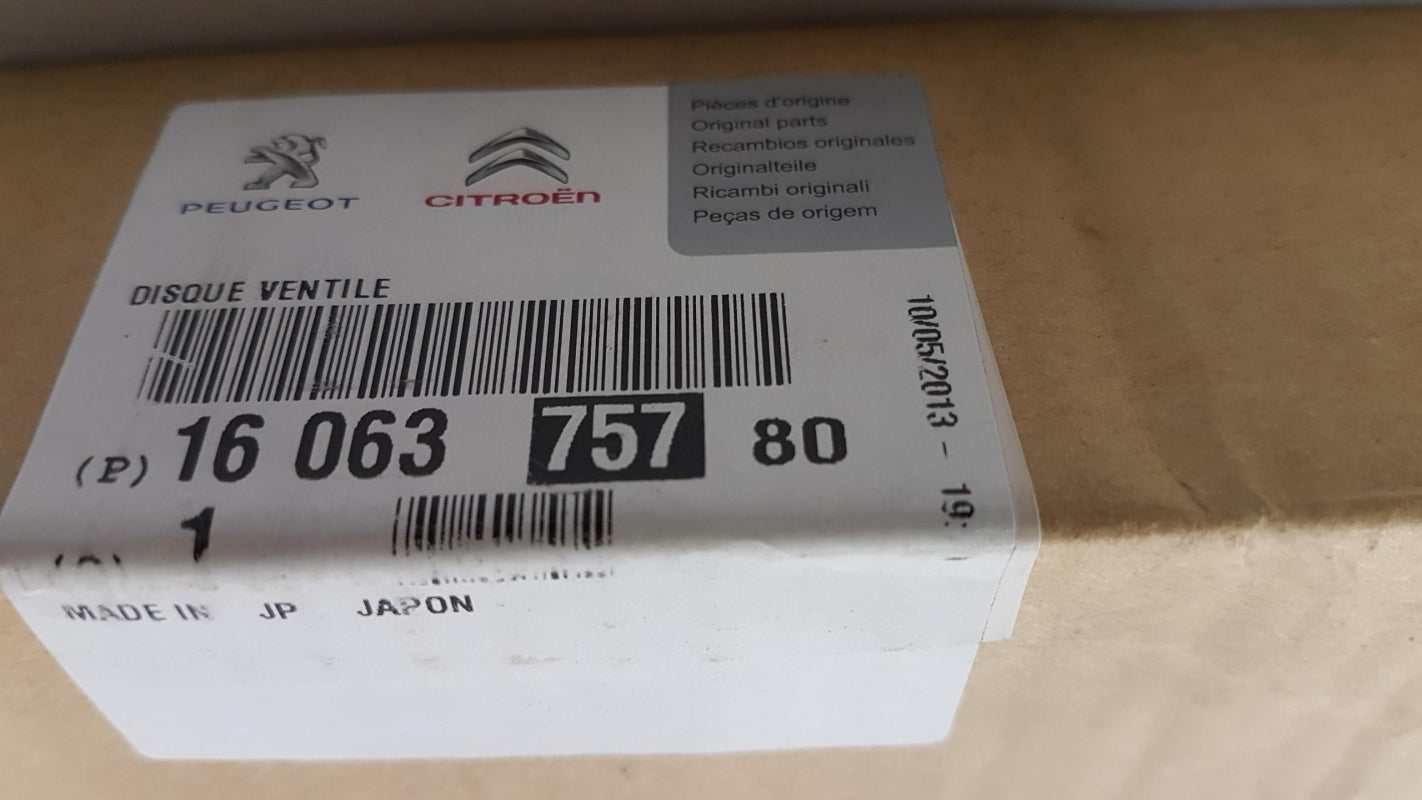 PEUGEOT
CITROËN
Pièces d'origine
Original parts
Recambios originales
Originalteile
Ricambi originali
Peças de origem
DISQUE VENTILE
(P) 16 063 757 80
1
MADE IN JP JAPON
10/05/2013 - 19: